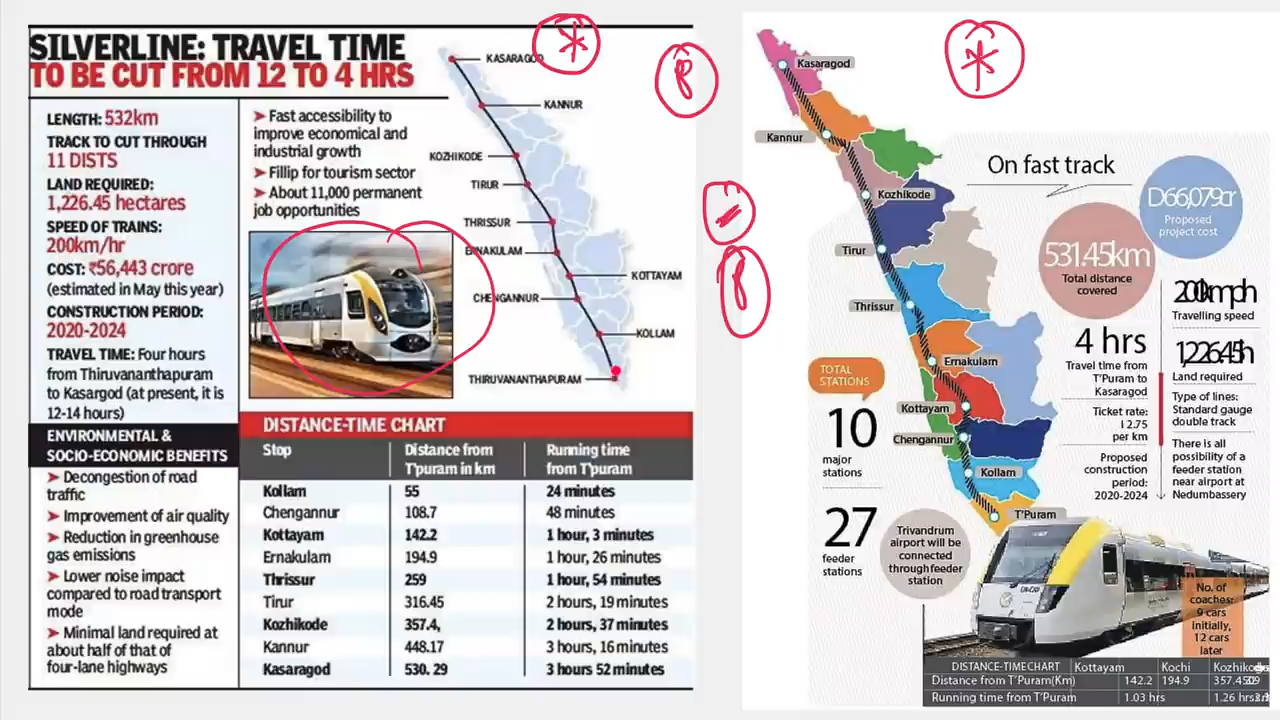 SILVERLINE: TRAVEL TIME
TO BE CUT FROM 12 TO 4 HRS
LENGTH: 532km
TRACK TO CUT THROUGH
11 DISTS
LAND REQUIRED:
1,226.45 hectares
SPEED OF TRAINS:
200km/hr
COST: ₹56,443 crore
(estimated in May this year)
CONSTRUCTION PERIOD:
2020-2024
TRAVEL TIME: Four hours
from Thiruvananthapuram
to Kasargod (at present, it is
12-14 hours)
ENVIRONMENTAL &
SOCIO-ECONOMIC BENEFITS
➤ Decongestion of road
traffic
➤ Improvement of air quality
➤ Reduction in greenhouse
gas emissions
➤ Lower noise impact
compared to road transport
mode
➤ Minimal land required at
about half of that of
four-lane highways
➤ Fast accessibility to
improve economical and
industrial growth
➤ Fillip for tourism sector
➤ About 11,000 permanent
job opportunities
KASARAGOD
KANNUR
KOZHIKODE
TIRUR
THRISSUR
ERNAKULAM
KOTTAYAM
CHENGANNUR
KOLLAM
THIRUVANANTHAPURAM
DISTANCE-TIME CHART
Stop Distance from Running time
T'puram in km from T'puram
Kollam 55 24 minutes
Chengannur 108.7 48 minutes
Kottayam 142.2 1 hour, 3 minutes
Ernakulam 194.9 1 hour, 26 minutes
Thrissur 259 1 hour, 54 minutes
Tirur 316.45 2 hours, 19 minutes
Kozhikode 357.4, 2 hours, 37 minutes
Kannur 448.17 3 hours, 16 minutes
Kasaragod 530. 29 3 hours 52 minutes
Kasaragod
Kannur
Kozhikode
Tirur
Thrissur
Ernakulam
Kottayam
Chengannur
Kollam
T'Puram
On fast track
D66,079cr
Proposed
project cost
531.45km
Total distance
covered
200kmph
Travelling speed
4 hrs
Travel time from
T'Puram to
Kasaragod
Ticket rate:
I 2.75
per km
Proposed
construction
period:
2020-2024
Land required
Type of lines:
Standard gauge
double track
There is all
possibility of a
feeder station
near airport at
Nedumbassery
TOTAL
STATIONS
10
major
stations
27
feeder
stations
Trivandrum
airport will be
connected
through feeder
station
No. of
coaches:
9 cars
initially,
12 cars
later
DISTANCE-TIME CHART Kottayam Kochi
Distance from T'Puram(Km) 142.2 194.9
Running time from T'Puram 1.03 hrs 1.26 hrs